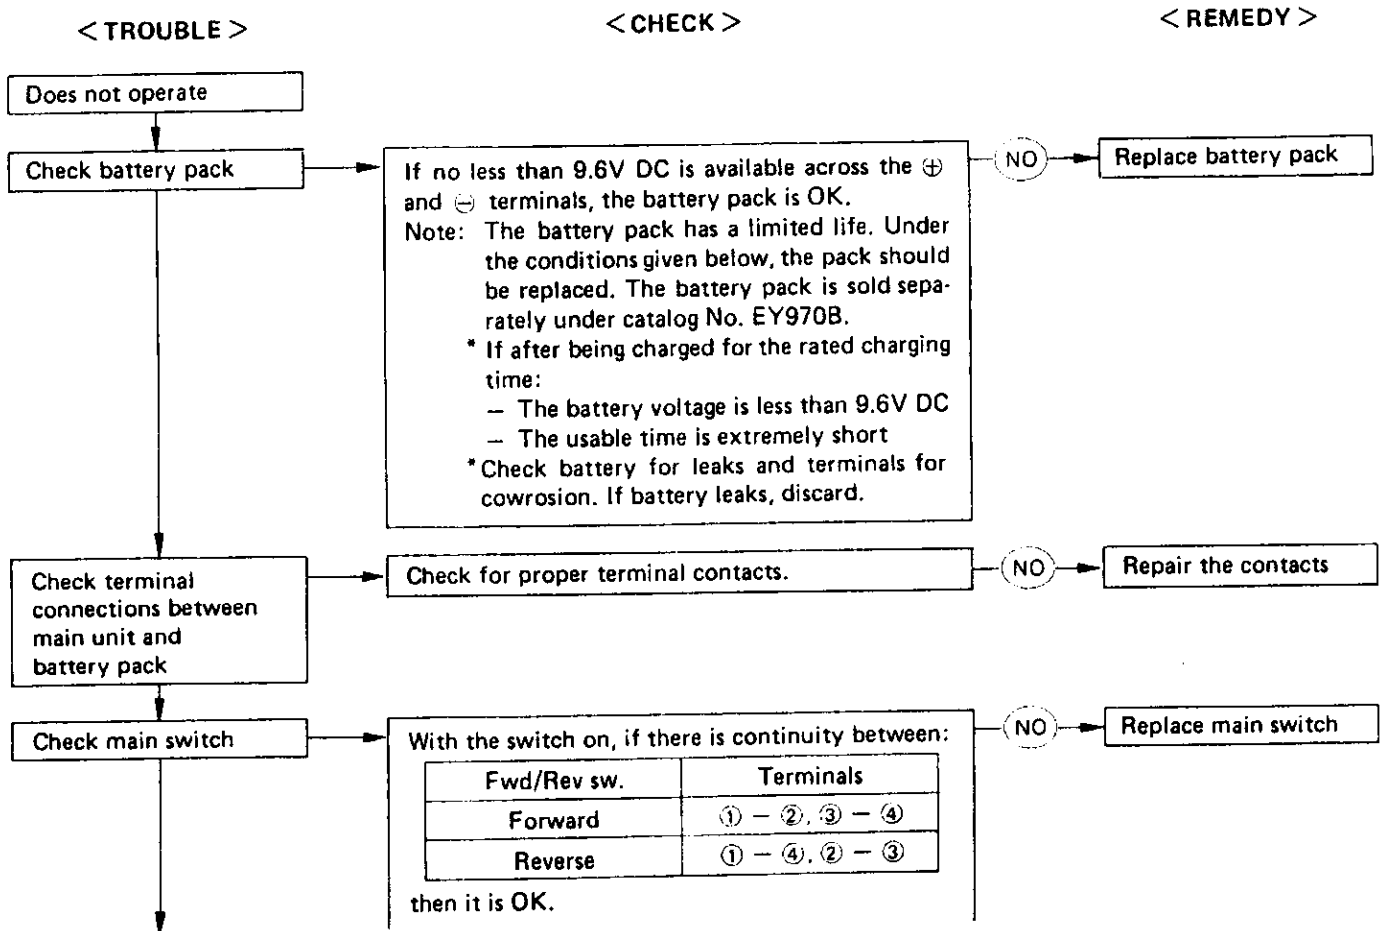 < TROUBLE >
< CHECK >
< REMEDY >
Does not operate
Check battery pack
If no less than 9.6V DC is available across the ⊕
and ⊖ terminals, the battery pack is OK.
Note: The battery pack has a limited life. Under
the conditions given below, the pack should
be replaced. The battery pack is sold sepa-
rately under catalog No. EY970B.
* If after being charged for the rated charging
time:
– The battery voltage is less than 9.6V DC
– The usable time is extremely short
* Check battery for leaks and terminals for
cowrosion. If battery leaks, discard.
NO
Replace battery pack
Check terminal
connections between
main unit and
battery pack
Check for proper terminal contacts.
NO
Repair the contacts
Check main switch
With the switch on, if there is continuity between:
Fwd/Rev sw. Terminals
Forward ① – ②, ③ – ④
Reverse ① – ④, ② – ③
then it is OK.
NO
Replace main switch